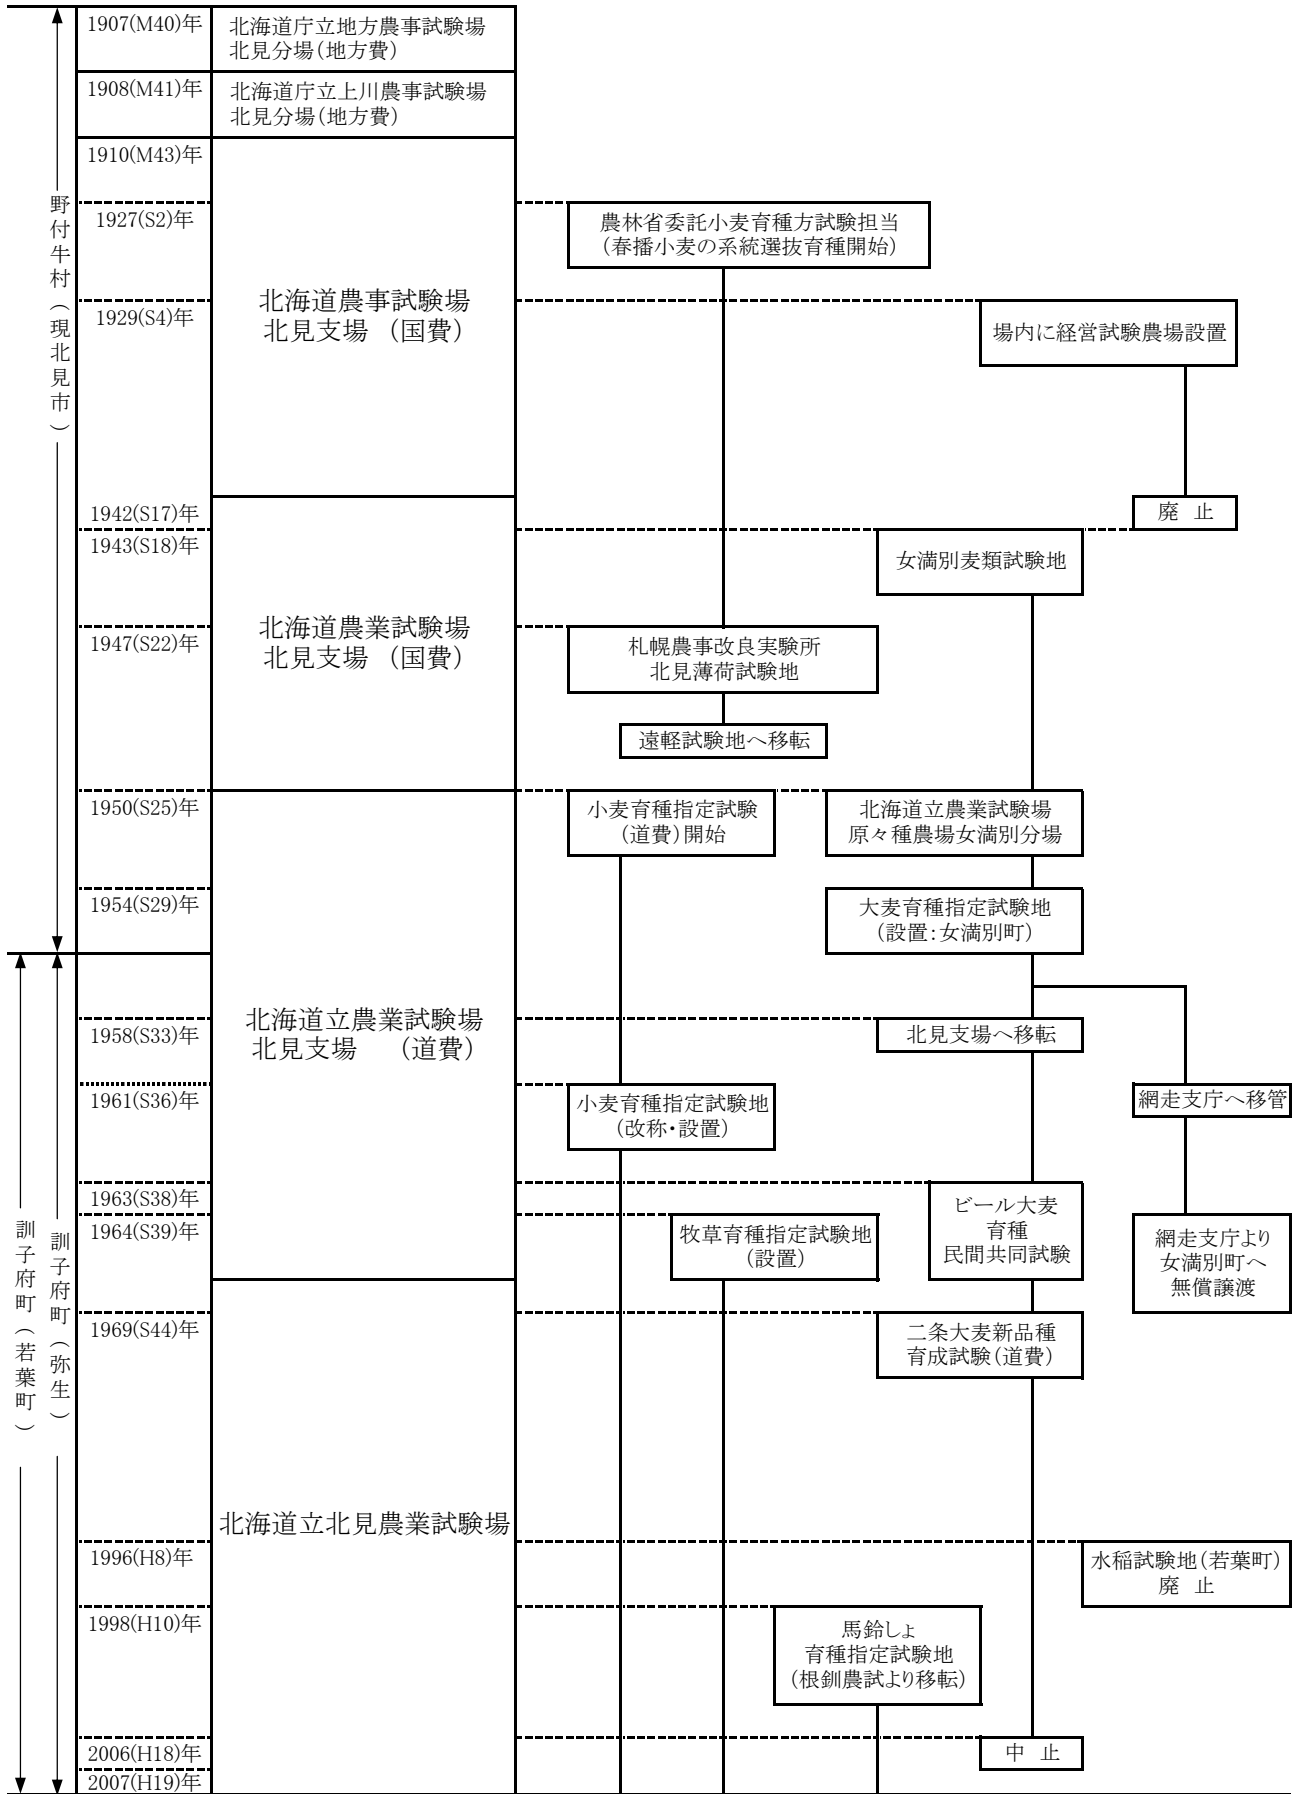 1907(M40)年
北海道庁立地方農事試験場
北見分場(地方費)
1908(M41)年
北海道庁立上川農事試験場
北見分場(地方費)
1910(M43)年
野付牛村(現北見市)
1927(S2)年
農林省委託小麦育種方試験担当
(春播小麦の系統選抜育種開始)
北海道農事試験場
北見支場 (国費)
1929(S4)年
場内に経営試験農場設置
1942(S17)年
廃 止
1943(S18)年
女満別麦類試験地
北海道農業試験場
北見支場 (国費)
1947(S22)年
札幌農事改良実験所
北見薄荷試験地
遠軽試験地へ移転
1950(S25)年
小麦育種指定試験
(道費)開始
北海道立農業試験場
原々種農場女満別分場
1954(S29)年
大麦育種指定試験地
(設置:女満別町)
北海道立農業試験場
北見支場 (道費)
1958(S33)年
北見支場へ移転
1961(S36)年
小麦育種指定試験地
(改称・設置)
網走支庁へ移管
1963(S38)年
ビール大麦
育種
民間共同試験
1964(S39)年
牧草育種指定試験地
(設置)
網走支庁より
女満別町へ
無償譲渡
訓子府町(若葉町)
訓子府町(弥生)
1969(S44)年
二条大麦新品種
育成試験(道費)
北海道立北見農業試験場
1996(H8)年
水稲試験地(若葉町)
廃 止
1998(H10)年
馬鈴しょ
育種指定試験地
(根釧農試より移転)
2006(H18)年
中 止
2007(H19)年